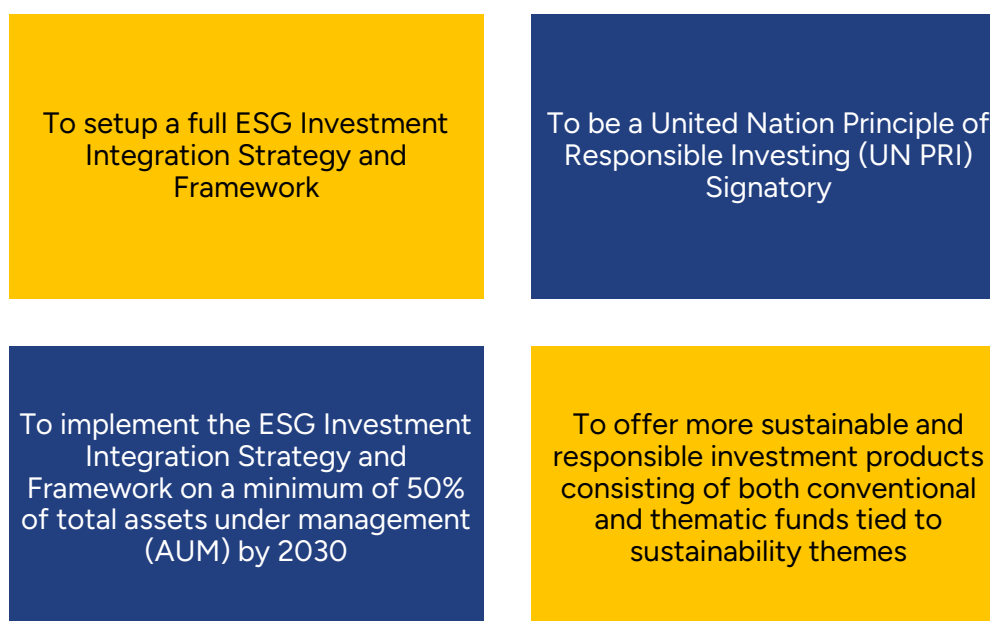 To setup a full ESG Investment
Integration Strategy and
Framework
To be a United Nation Principle of
Responsible Investing (UN PRI)
Signatory
To implement the ESG Investment
Integration Strategy and
Framework on a minimum of 50%
of total assets under management
(AUM) by 2030
To offer more sustainable and
responsible investment products
consisting of both conventional
and thematic funds tied to
sustainability themes